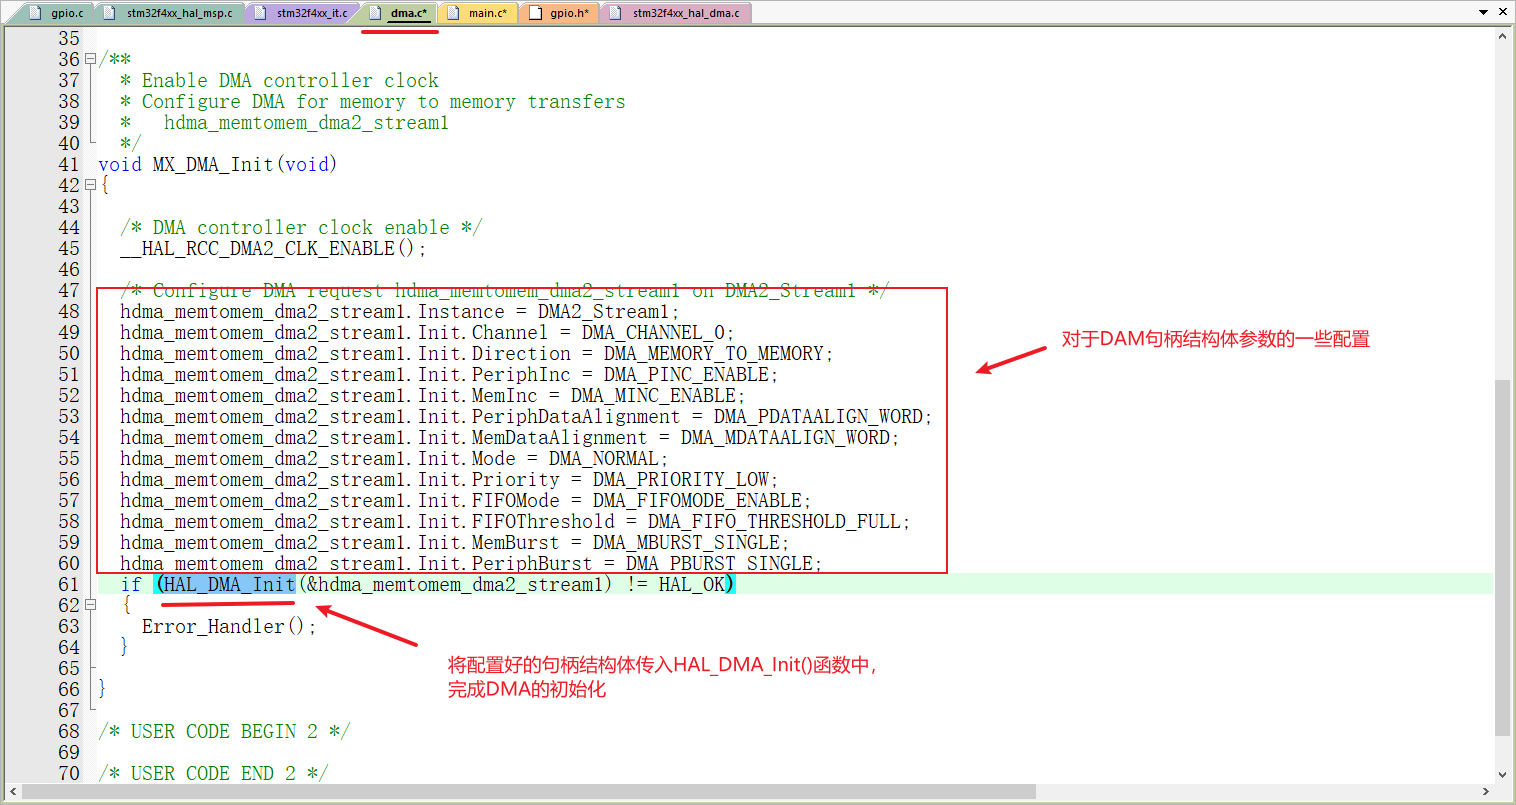 gpio.c stm32f4xx_hal_msp.c stm32f4xx_it.c dma.c* main.c* gpio.h* stm32f4xx_hal_dma.c
35
36 /**
37 * Enable DMA controller clock
38 * Configure DMA for memory to memory transfers
39 * hdma_memtomem_dma2_stream1
40 */
41 void MX_DMA_Init(void)
42 {
43
44 /* DMA controller clock enable */
45 __HAL_RCC_DMA2_CLK_ENABLE();
46
47 /* Configure DMA request hdma_memtomem_dma2_stream1 on DMA2_Stream1 */
48 hdma_memtomem_dma2_stream1.Instance = DMA2_Stream1;
49 hdma_memtomem_dma2_stream1.Init.Channel = DMA_CHANNEL_0;
50 hdma_memtomem_dma2_stream1.Init.Direction = DMA_MEMORY_TO_MEMORY;
51 hdma_memtomem_dma2_stream1.Init.PeriphInc = DMA_PINC_ENABLE;
52 hdma_memtomem_dma2_stream1.Init.MemInc = DMA_MINC_ENABLE;
53 hdma_memtomem_dma2_stream1.Init.PeriphDataAlignment = DMA_PDATAALIGN_WORD;
54 hdma_memtomem_dma2_stream1.Init.MemDataAlignment = DMA_MDATAALIGN_WORD;
55 hdma_memtomem_dma2_stream1.Init.Mode = DMA_NORMAL;
56 hdma_memtomem_dma2_stream1.Init.Priority = DMA_PRIORITY_LOW;
57 hdma_memtomem_dma2_stream1.Init.FIFOMode = DMA_FIFOMODE_ENABLE;
58 hdma_memtomem_dma2_stream1.Init.FIFOThreshold = DMA_FIFO_THRESHOLD_FULL;
59 hdma_memtomem_dma2_stream1.Init.MemBurst = DMA_MBURST_SINGLE;
60 hdma_memtomem_dma2_stream1.Init.PeriphBurst = DMA_PBURST_SINGLE;
对于DAM句柄结构体参数的一些配置
61 if (HAL_DMA_Init(&hdma_memtomem_dma2_stream1) != HAL_OK)
62 {
63 Error_Handler();
64 }
65
66 }
67
将配置好的句柄结构体传入HAL_DMA_Init()函数中，
完成DMA的初始化
68 /* USER CODE BEGIN 2 */
69
70 /* USER CODE END 2 */